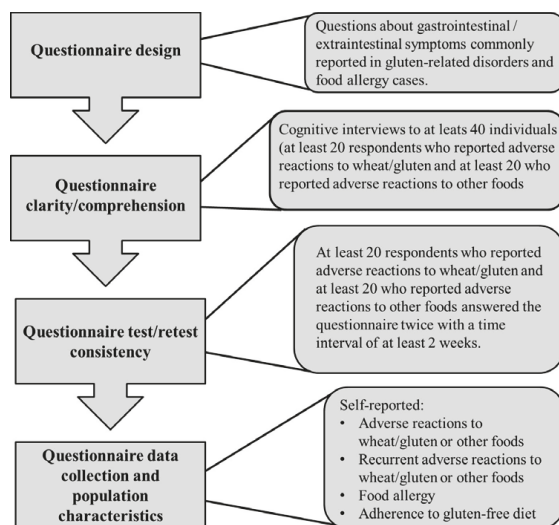 Questionnaire design
Questions about gastrointestinal /
extraintestinal symptoms commonly
reported in gluten-related disorders and
food allergy cases.
Questionnaire
clarity/comprehension
Cognitive interviews to at leats 40 individuals
(at least 20 respondents who reported adverse
reactions to wheat/gluten and at least 20 who
reported adverse reactions to other foods
Questionnaire test/retest
consistency
At least 20 respondents who reported
adverse reactions to wheat/gluten and
at least 20 who reported adverse
reactions to other foods answered the
questionnaire twice with a time
interval of at least 2 weeks.
Questionnaire data
collection and
population
characteristics
Self-reported:
• Adverse reactions to
wheat/gluten or other foods
• Recurrent adverse reactions to
wheat/gluten or other foods
• Food allergy
• Adherence to gluten-free diet